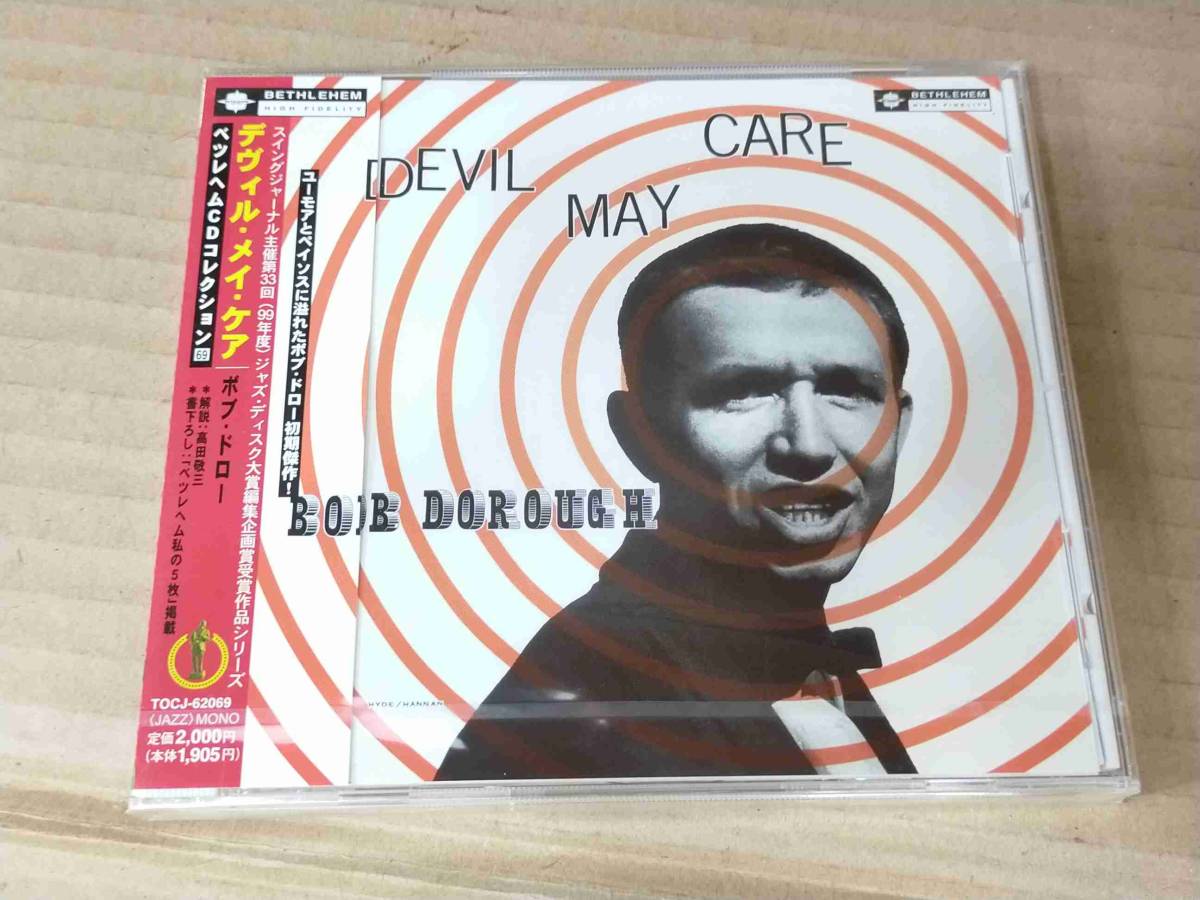 BETHLEHEM
HIGH FIDELITY
デヴィル・メイ・ケア
ボブ・ドロー
ベツレヘムCDコレクション 69
*解説:高田敬三
*書下ろし:「ベツレヘム私の5枚」掲載
スイングジャーナル主催第33回(99年度)ジャズ・ディスク大賞編集企画賞受賞作品シリーズ
ユーモアとペイソスに溢れたボブ・ドロー初期傑作!
TOCJ-62069
〈JAZZ〉MONO
定価2,000円
(本体1,905円)
BETHLEHEM
HIGH FIDELITY
DEVIL
MAY
CARE
BOB DOROUGH
HYDE/HANNAN